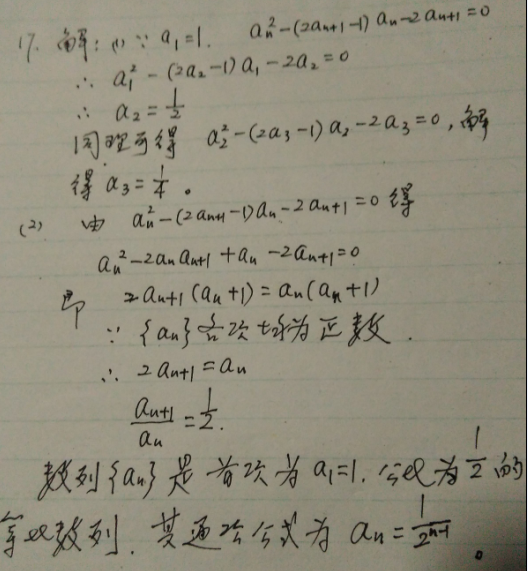 17. 解: (1) ∵ a₁=1. aₙ²-(2aₙ₊₁-1)aₙ-2aₙ₊₁=0
∴ a₁²-(2a₂-1)a₁-2a₂=0
∴ a₂=1/2
同理可得 a₂²-(2a₃-1)a₂-2a₃=0, 解
得 a₃=1/4。
(2) 由 aₙ²-(2aₙ₊₁-1)aₙ-2aₙ₊₁=0 得
aₙ²-2aₙaₙ₊₁+aₙ-2aₙ₊₁=0
即 2aₙ₊₁(aₙ+1)=aₙ(aₙ+1)
∵ {aₙ}各项均为正数.
∴ 2aₙ₊₁=aₙ
aₙ₊₁/aₙ=1/2.
数列{aₙ}是首项为a₁=1. 公比为1/2的
等比数列. 其通项公式为 aₙ=1/2ⁿ⁻¹。